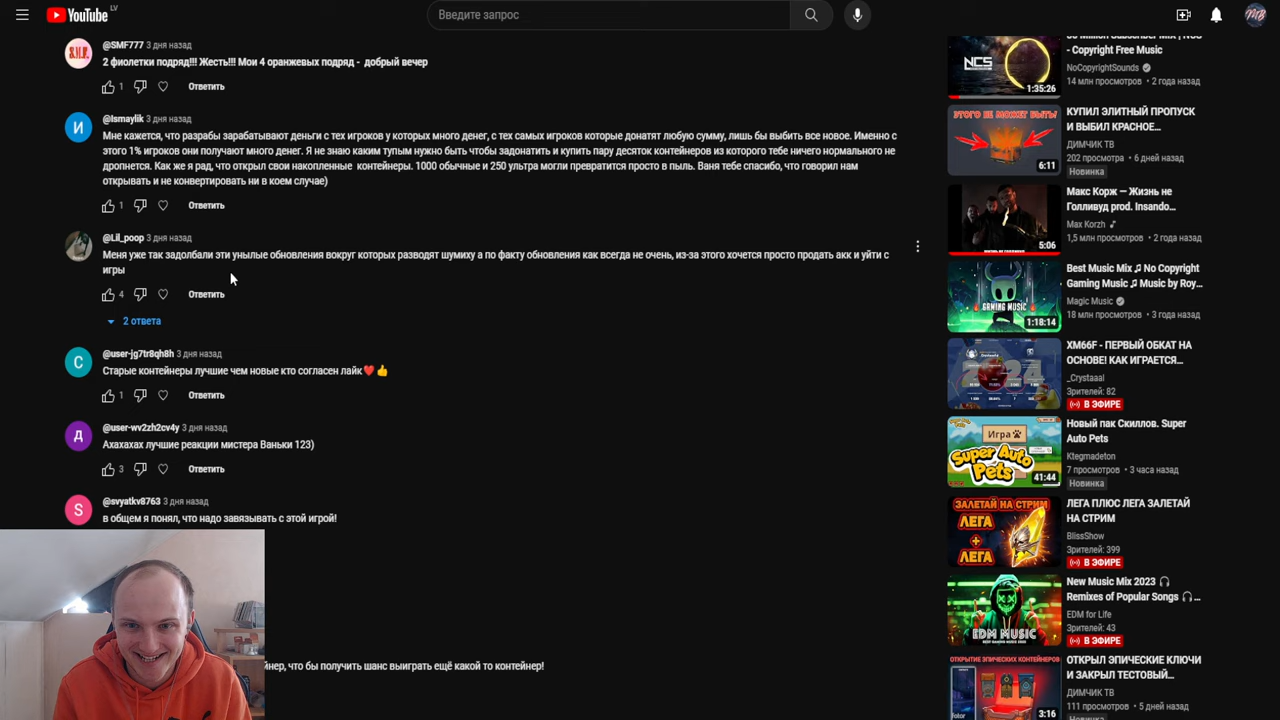 YouTube LV
Введите запрос
MB
S.M.F.
@SMF777 3 дня назад
2 фиолетки подряд!!! Жесть!!! Мои 4 оранжевых подряд - добрый вечер
1 Ответить
И
@Ismaylik 3 дня назад
Мне кажется, что разрабы зарабатывают деньги с тех игроков у которых много денег, с тех самых игроков которые донатят любую сумму, лишь бы выбить все новое. Именно с
этого 1% игроков они получают много денег. Я не знаю каким тупым нужно быть чтобы задонатить и купить пару десяток контейнеров из которого тебе ничего нормального не
дропнется. Как же я рад, что открыл свои накопленные контейнеры. 1000 обычные и 250 ультра могли превратится просто в пыль. Ваня тебе спасибо, что говорил нам
открывать и не конвертировать ни в коем случае)
1 Ответить
@Lil_poop 3 дня назад
Меня уже так задолбали эти унылые обновления вокруг которых разводят шумиху а по факту обновления как всегда не очень, из-за этого хочется просто продать акк и уйти с
игры
4 Ответить
2 ответа
C
@user-jg7tr8qh8h 3 дня назад
Старые контейнеры лучшие чем новые кто согласен лайк❤️👍
1 Ответить
Д
@user-wv2zh2cv4y 3 дня назад
Ахахахах лучшие реакции мистера Ваньки 123)
3 Ответить
S
@svyatkv8763 3 дня назад
в общем я понял, что надо завязывать с этой игрой!
что бы получить шанс выиграть ещё какой то контейнер!
NCS
1:35:26
- Copyright Free Music
NoCopyrightSounds
14 млн просмотров • 2 года назад
ЭТОГО НЕ МОЖЕТ БЫТЬ!
6:11
КУПИЛ ЭЛИТНЫЙ ПРОПУСК
И ВЫБИЛ КРАСНОЕ...
ДИМЧИК ТВ
202 просмотра • 6 дней назад
Новинка
5:06
Макс Корж — Жизнь не
Голливуд prod. Insando...
Max Korzh
1,5 млн просмотров • 2 года назад
GAMING MUSIC
1:18:14
Best Music Mix ♫ No Copyright
Gaming Music ♫ Music by Roy...
Magic Music
18 млн просмотров • 3 года назад
2024
XM66F - ПЕРВЫЙ ОБКАТ НА
ОСНОВЕ! КАК ИГРАЕТСЯ...
_Crystaaal
Зрителей: 82
В ЭФИРЕ
Игра
Super Auto
Pets
41:44
Новый пак Скиллов. Super
Auto Pets
Ktegmadeton
7 просмотров • 3 часа назад
Новинка
ЗАЛЕТАЙ НА СТРИМ
ЛЕГА
+
ЛЕГА
ЛЕГА ПЛЮС ЛЕГА ЗАЛЕТАЙ
НА СТРИМ
BlissShow
Зрителей: 399
В ЭФИРЕ
EDM MUSIC
New Music Mix 2023 🎧
Remixes of Popular Songs 🎧...
EDM for Life
Зрителей: 43
В ЭФИРЕ
ОТКРЫТИЕ ЭПИЧЕСКИХ КОНТЕЙНЕРОВ
3:16
ОТКРЫЛ ЭПИЧЕСКИЕ КЛЮЧИ
И ЗАКРЫЛ ТЕСТОВЫЙ...
ДИМЧИК ТВ
111 просмотров • 5 дней назад